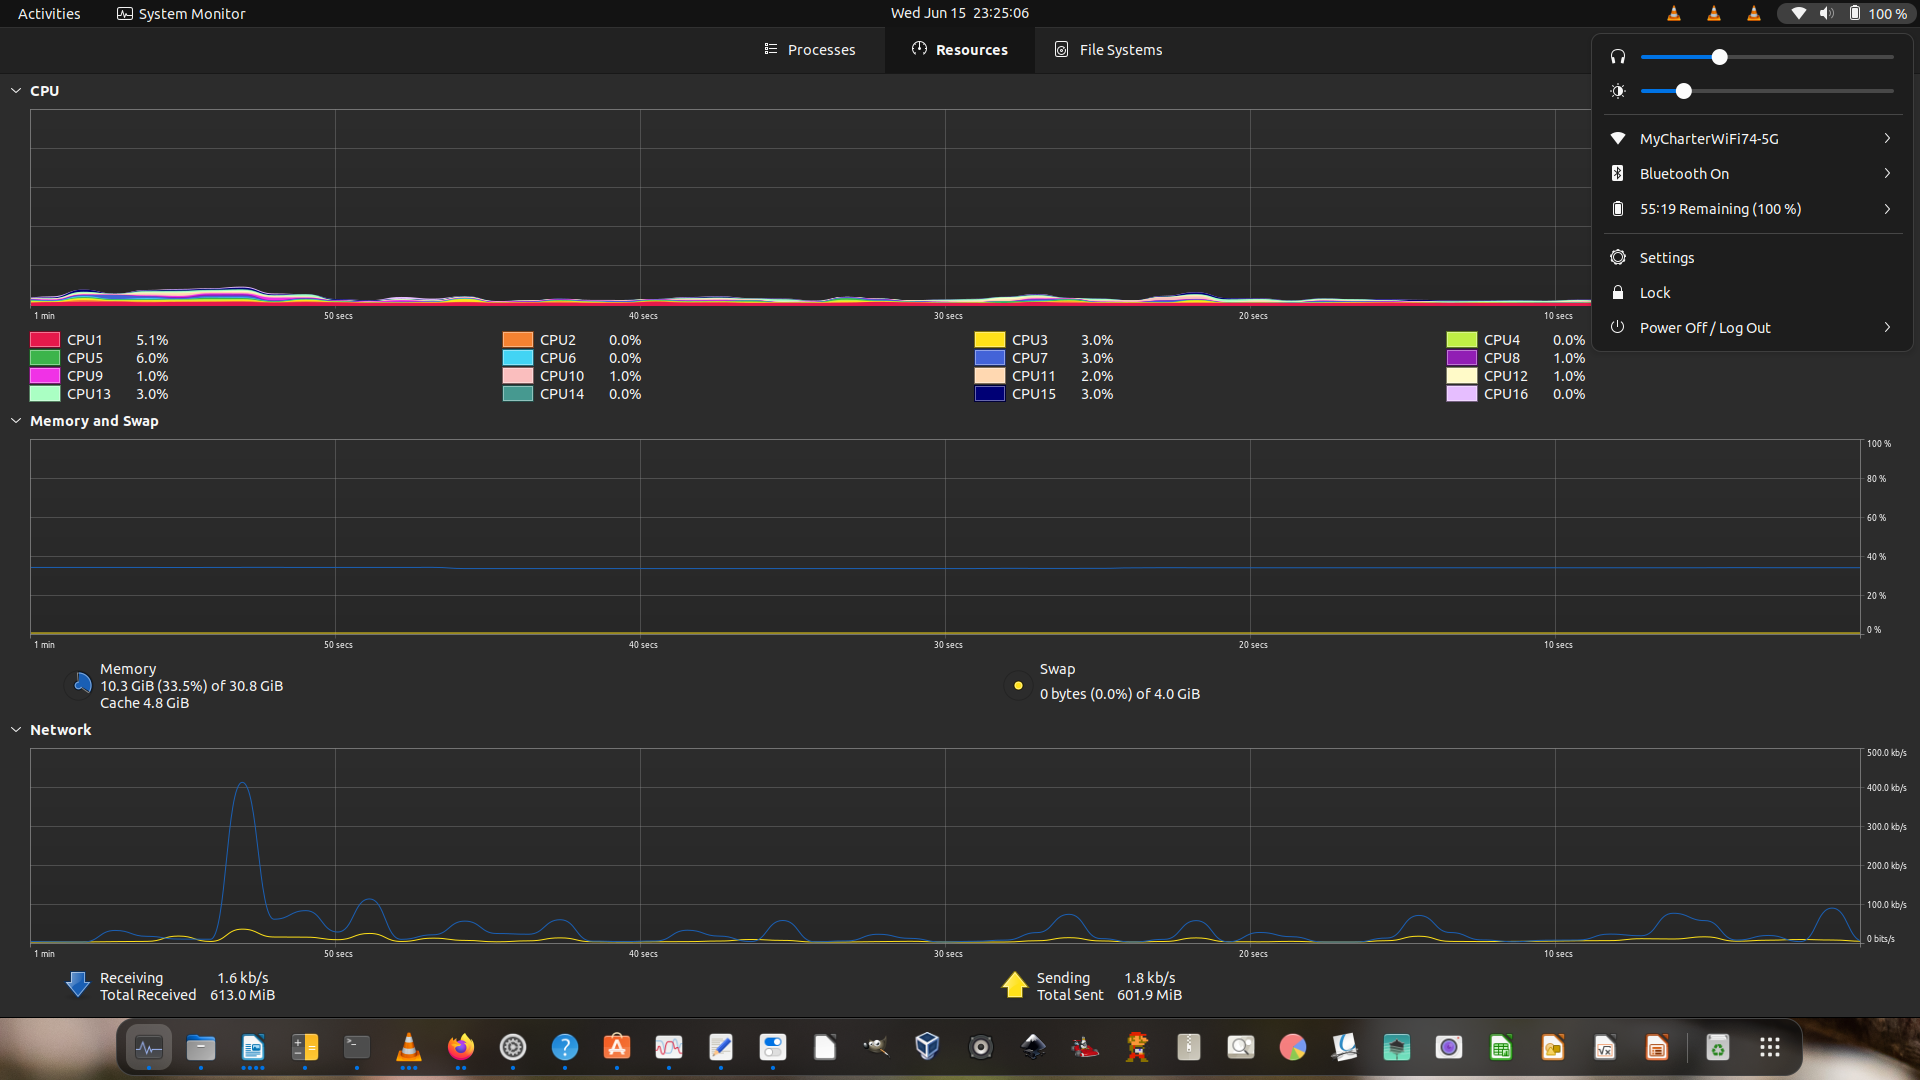 Activities
System Monitor
Wed Jun 15  23:25:06
100 %
Processes
Resources
File Systems
CPU
1 min
50 secs
40 secs
30 secs
20 secs
10 secs
CPU1 5.1%
CPU2 0.0%
CPU3 3.0%
CPU4 0.0%
CPU5 6.0%
CPU6 0.0%
CPU7 3.0%
CPU8 1.0%
CPU9 1.0%
CPU10 1.0%
CPU11 2.0%
CPU12 1.0%
CPU13 3.0%
CPU14 0.0%
CPU15 3.0%
CPU16 0.0%
MyCharterWiFi74-5G
Bluetooth On
55:19 Remaining (100 %)
Settings
Lock
Power Off / Log Out
Memory and Swap
100 %
80 %
60 %
40 %
20 %
0 %
1 min
50 secs
40 secs
30 secs
20 secs
10 secs
Memory
10.3 GiB (33.5%) of 30.8 GiB
Cache 4.8 GiB
Swap
0 bytes (0.0%) of 4.0 GiB
Network
500.0 kb/s
400.0 kb/s
300.0 kb/s
200.0 kb/s
100.0 kb/s
0 bits/s
1 min
50 secs
40 secs
30 secs
20 secs
10 secs
Receiving 1.6 kb/s
Total Received 613.0 MiB
Sending 1.8 kb/s
Total Sent 601.9 MiB